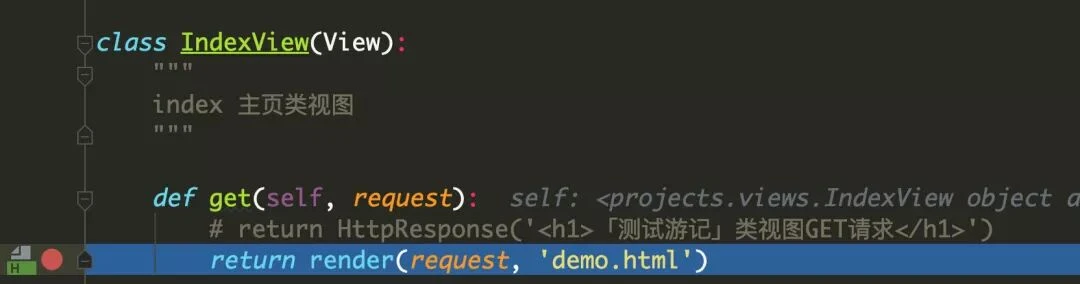 class IndexView(View):
"""
index 主页类视图
"""
def get(self, request): self: <projects.views.IndexView object a
# return HttpResponse('<h1>「测试游记」类视图GET请求</h1>')
return render(request, 'demo.html')
H